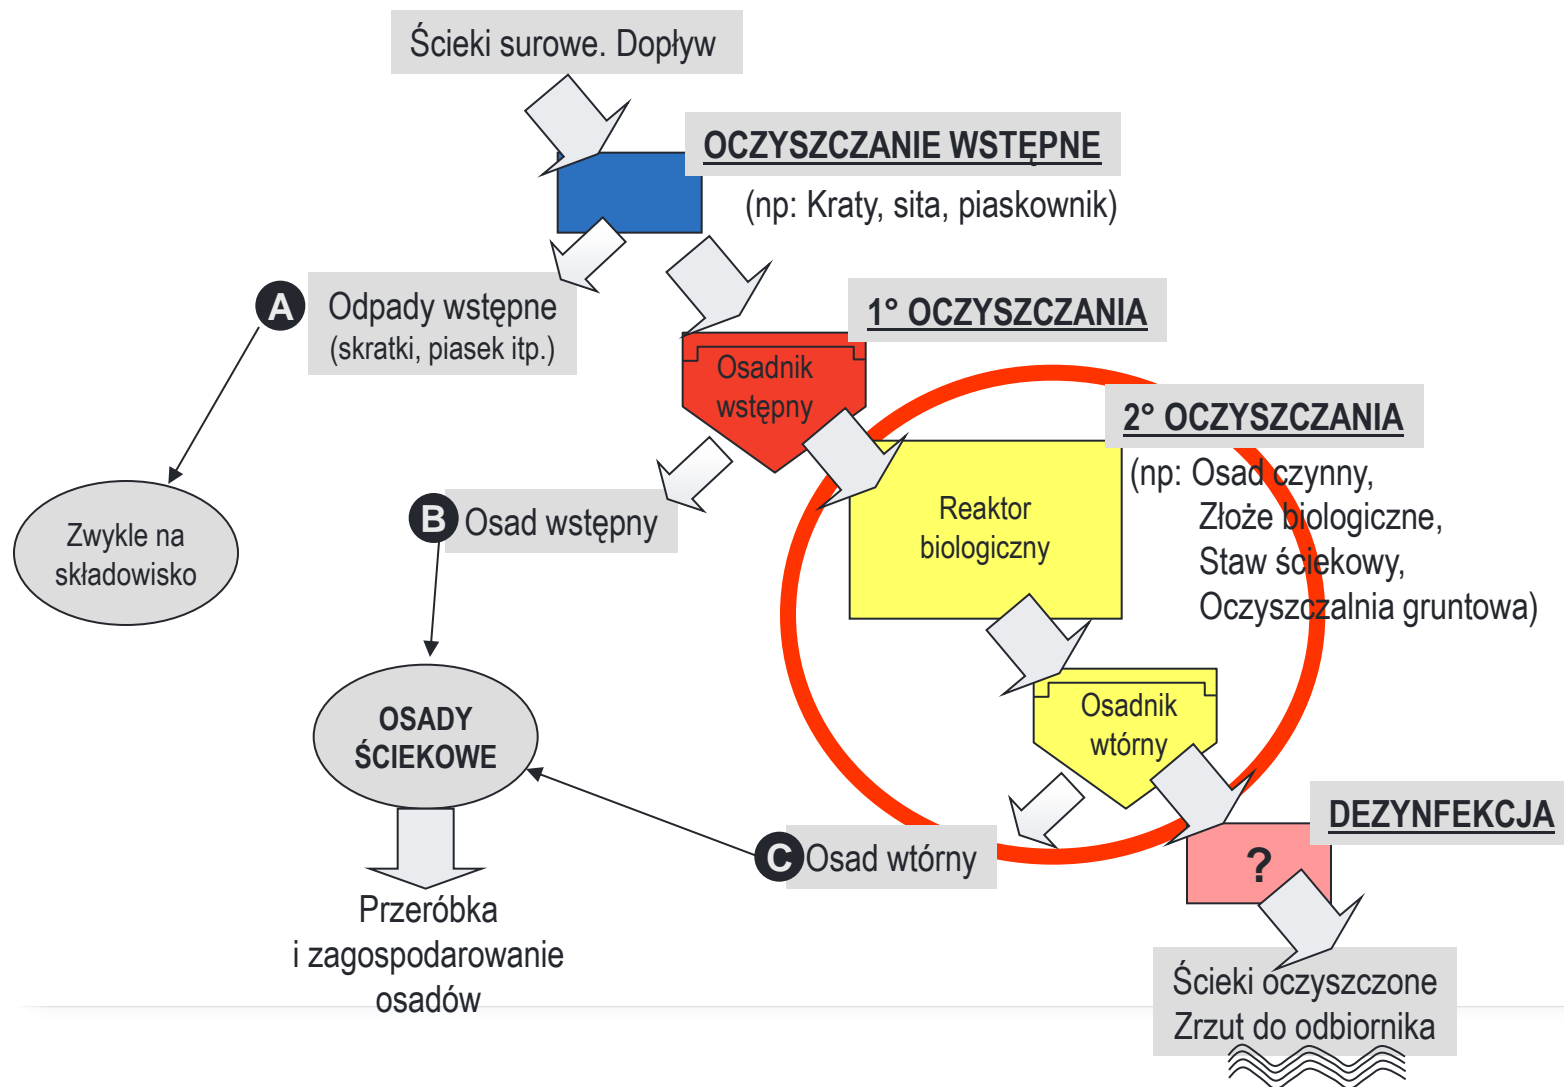 Ścieki surowe. Dopływ
OCZYSZCZANIE WSTĘPNE
(np: Kraty, sita, piaskownik)
A
Odpady wstępne
(skratki, piasek itp.)
1° OCZYSZCZANIA
Osadnik
wstępny
2° OCZYSZCZANIA
(np: Osad czynny,
Złoże biologiczne,
Staw ściekowy,
Oczyszczalnia gruntowa)
Zwykle na
składowisko
B
Osad wstępny
Reaktor
biologiczny
OSADY
ŚCIEKOWE
Osadnik
wtórny
DEZYNFEKCJA
C
Osad wtórny
?
Przeróbka
i zagospodarowanie
osadów
Ścieki oczyszczone
Zrzut do odbiornika